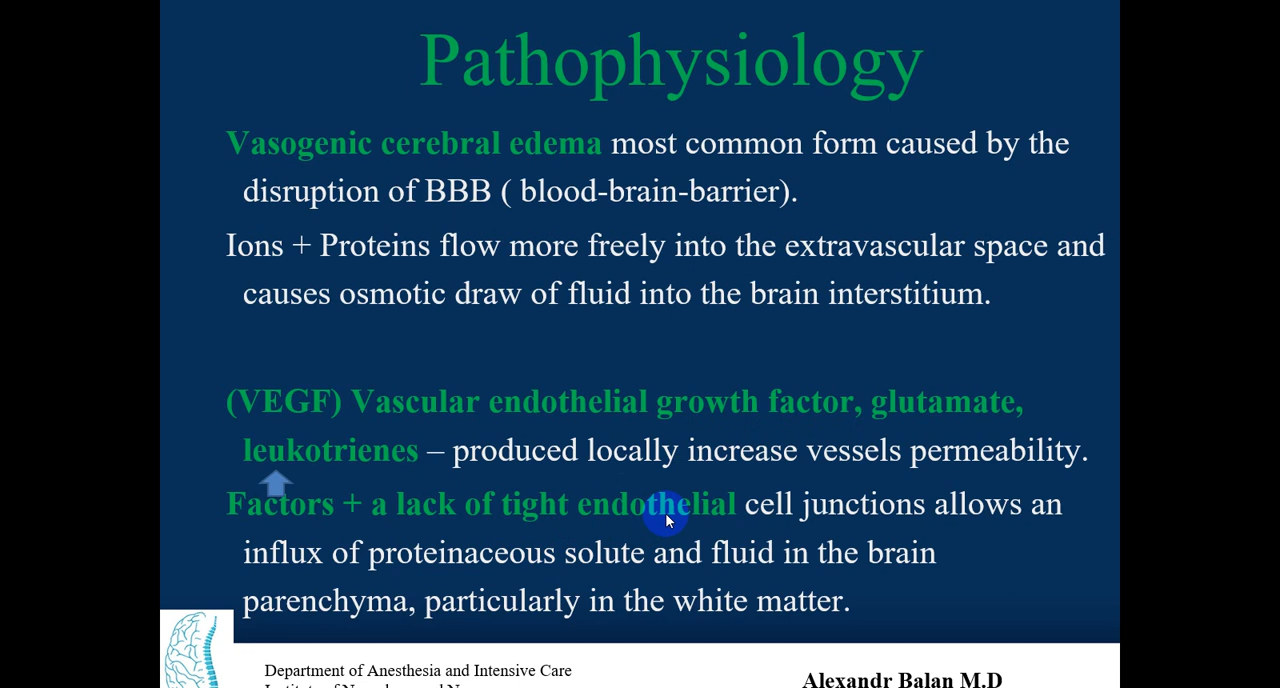 Pathophysiology
Vasogenic cerebral edema most common form caused by the
disruption of BBB ( blood-brain-barrier).
Ions + Proteins flow more freely into the extravascular space and
causes osmotic draw of fluid into the brain interstitium.
(VEGF) Vascular endothelial growth factor, glutamate,
leukotrienes – produced locally increase vessels permeability.
Factors + a lack of tight endothelial cell junctions allows an
influx of proteinaceous solute and fluid in the brain
parenchyma, particularly in the white matter.
Department of Anesthesia and Intensive Care
Alexandr Balan M.D